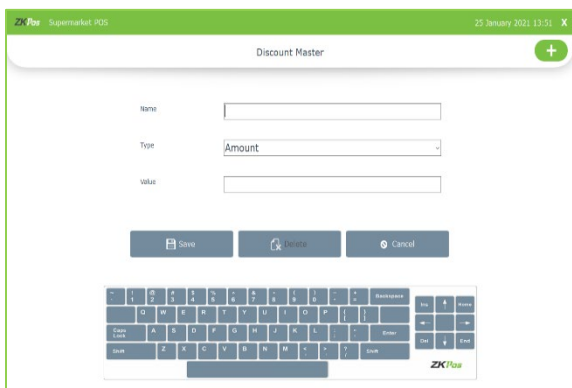 ZKPos Supermarket POS 25 January 2021 13:51 X
Discount Master
+
Name
Type Amount
Value
Save Delete Cancel
Backspace
Q W E R T Y U I O P
Caps Lock A S D F G H J K L Enter
Shift Z X C V B N M Shift
Ins Home
Del End
ZKPos